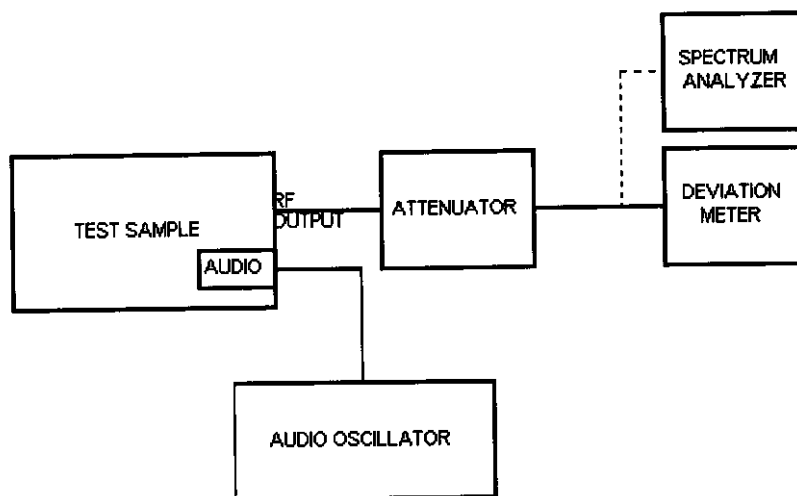 SPECTRUM
ANALYZER
RF
OUTPUT
TEST SAMPLE
AUDIO
ATTENUATOR
DEVIATION
METER
AUDIO OSCILLATOR